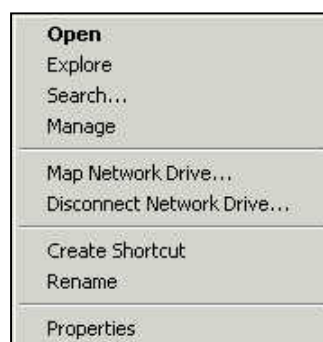 Open
Explore
Search...
Manage
Map Network Drive...
Disconnect Network Drive...
Create Shortcut
Rename
Properties